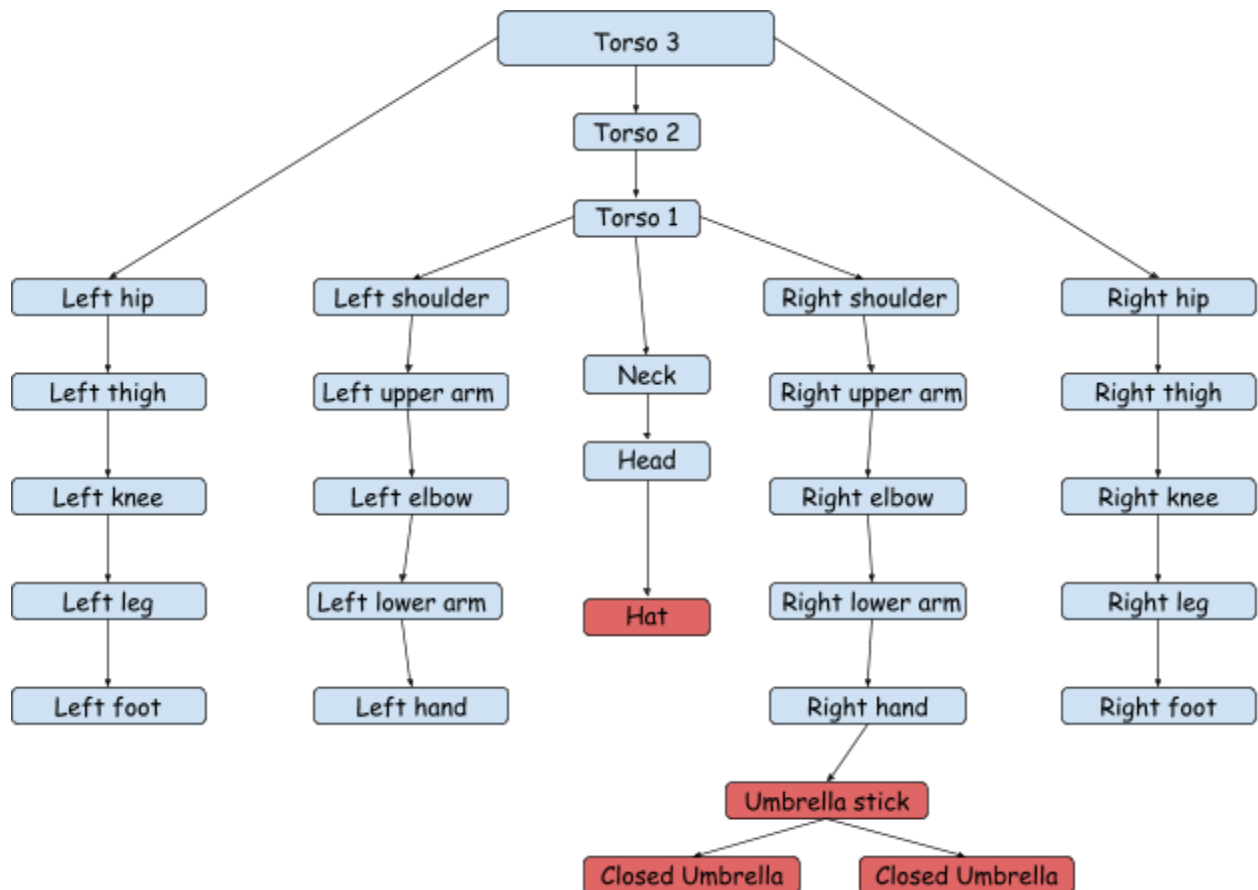 Torso 3
Torso 2
Torso 1
Left hip
Left shoulder
Right shoulder
Right hip
Neck
Left thigh
Left upper arm
Right upper arm
Right thigh
Head
Left knee
Left elbow
Right elbow
Right knee
Left leg
Left lower arm
Hat
Right lower arm
Right leg
Left foot
Left hand
Right hand
Right foot
Umbrella stick
Closed Umbrella
Closed Umbrella